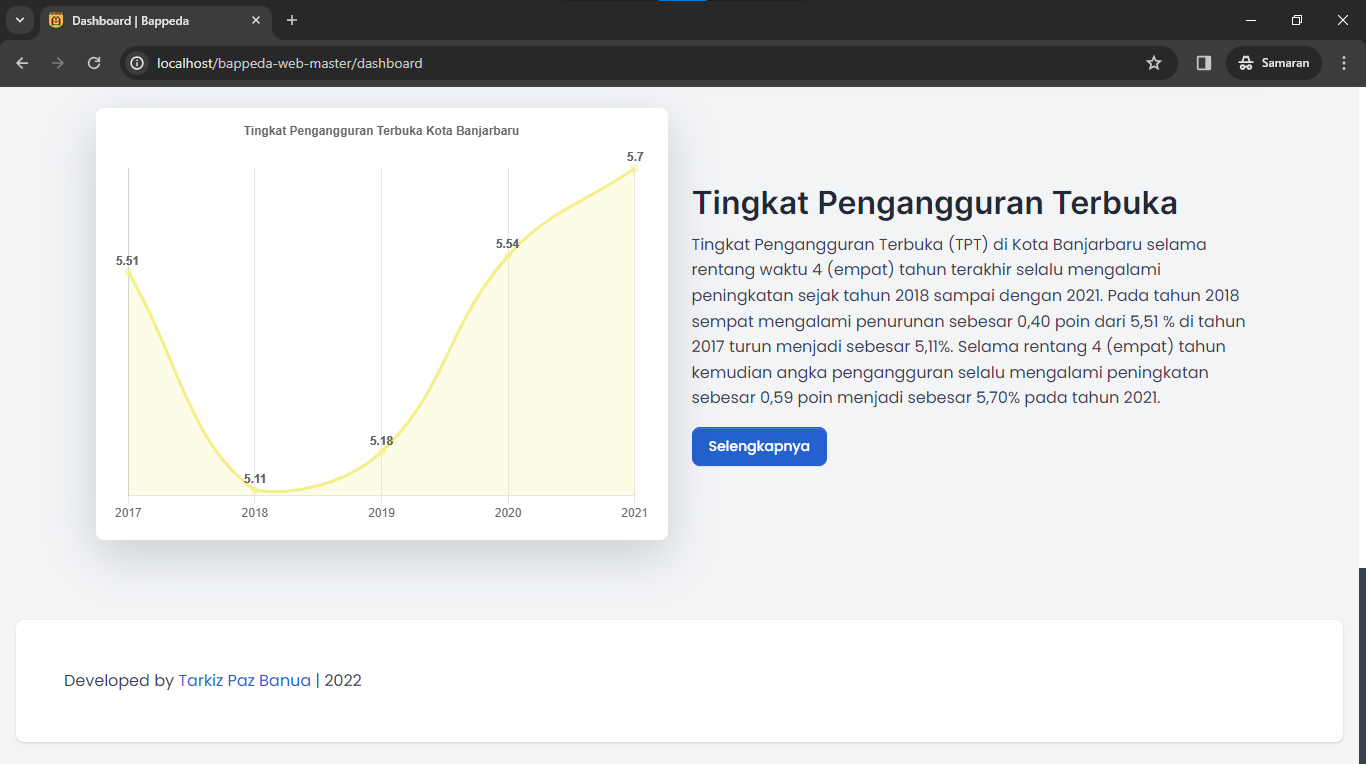 Dashboard | Bappeda
localhost/bappeda-web-master/dashboard
Samaran
Tingkat Pengangguran Terbuka Kota Banjarbaru
5.7
5.54
5.51
5.18
5.11
2017 2018 2019 2020 2021
Tingkat Pengangguran Terbuka
Tingkat Pengangguran Terbuka (TPT) di Kota Banjarbaru selama
rentang waktu 4 (empat) tahun terakhir selalu mengalami
peningkatan sejak tahun 2018 sampai dengan 2021. Pada tahun 2018
sempat mengalami penurunan sebesar 0,40 poin dari 5,51 % di tahun
2017 turun menjadi sebesar 5,11%. Selama rentang 4 (empat) tahun
kemudian angka pengangguran selalu mengalami peningkatan
sebesar 0,59 poin menjadi sebesar 5,70% pada tahun 2021.
Selengkapnya
Developed by Tarkiz Paz Banua | 2022